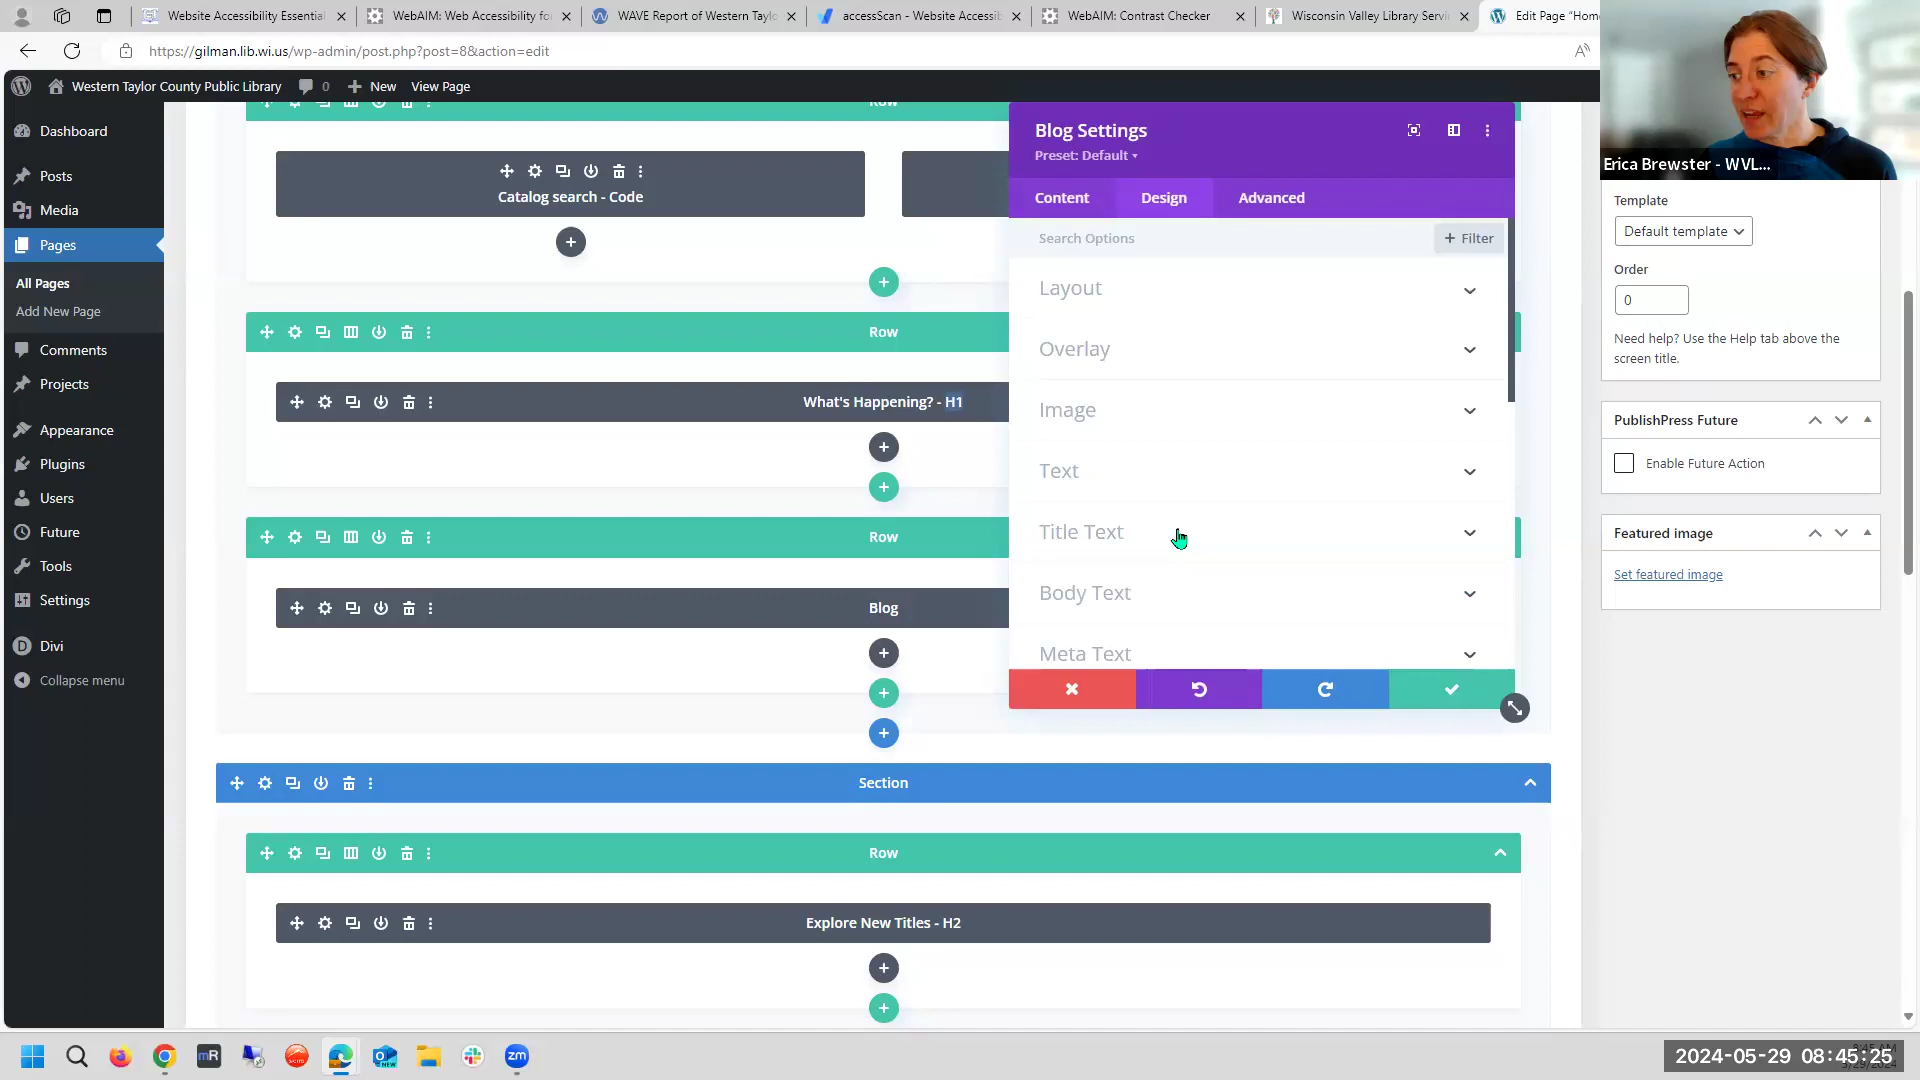 Website Accessibility Essential
WebAIM: Web Accessibility fo
WAVE Report of Western Taylo
accessScan - Website Accessib
WebAIM: Contrast Checker
Wisconsin Valley Library Servi
Edit Page "Hom
https://gilman.lib.wi.us/wp-admin/post.php?post=8&action=edit
Western Taylor County Public Library
0
New
View Page
Erica Brewster - WVL...
Dashboard
Posts
Media
Pages
All Pages
Add New Page
Comments
Projects
Appearance
Plugins
Users
Future
Tools
Settings
Divi
Collapse menu
Row
Catalog search - Code
Row
What's Happening? - H1
Row
Blog
Section
Row
Explore New Titles - H2
Blog Settings
Preset: Default
Content
Design
Advanced
Search Options
+ Filter
Layout
Overlay
Image
Text
Title Text
Body Text
Meta Text
Template
Default template
Order
0
Need help? Use the Help tab above the
screen title.
PublishPress Future
Enable Future Action
Featured image
Set featured image
mR
NEW
zm
2024-05-29 08:45:25